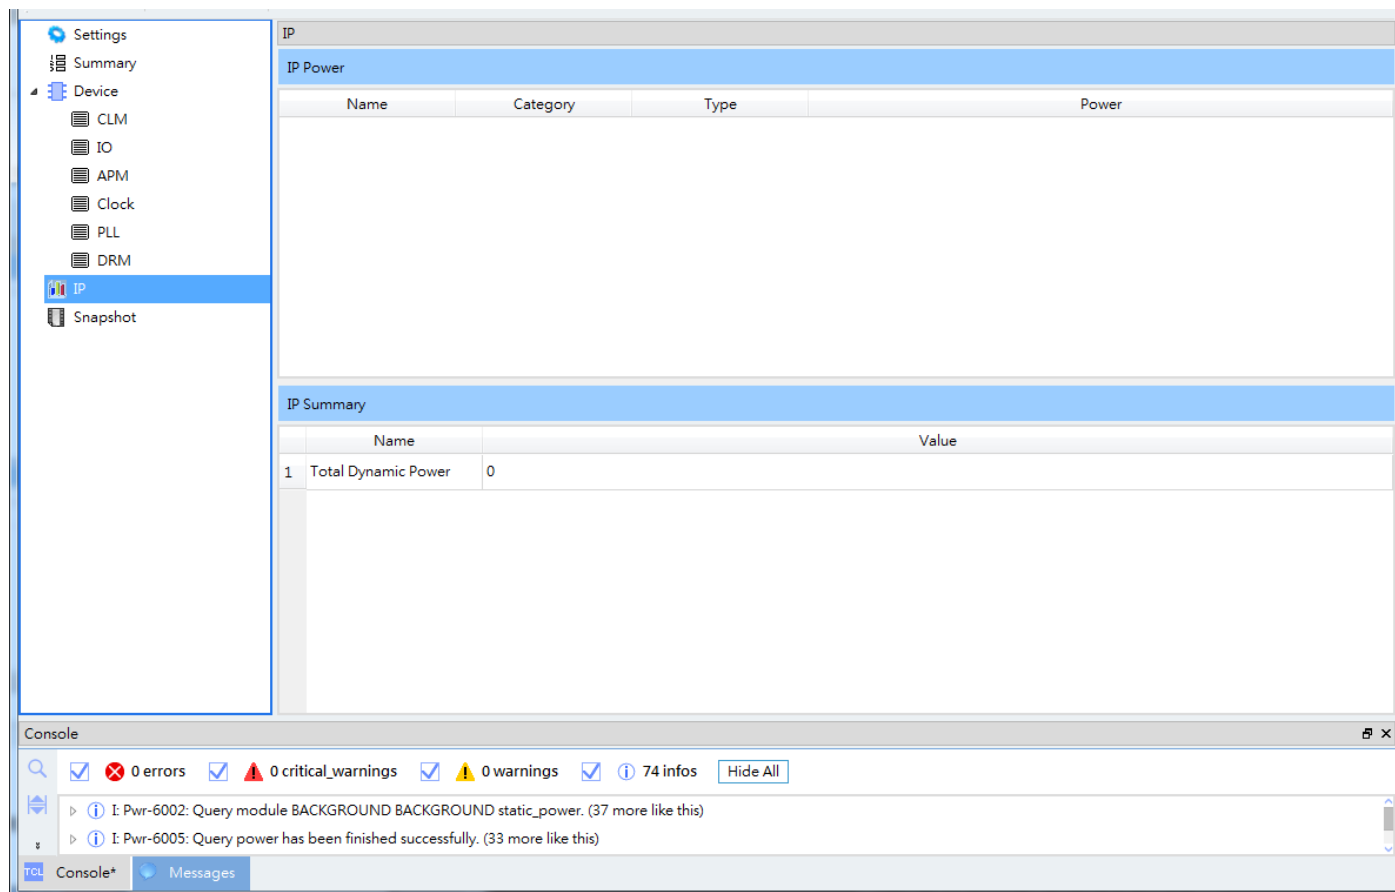 Settings
Summary
Device
CLM
IO
APM
Clock
PLL
DRM
IP
Snapshot
IP
IP Power
Name Category Type Power
IP Summary
Name Value
1 Total Dynamic Power 0
Console
0 errors 0 critical_warnings 0 warnings 74 infos Hide All
I: Pwr-6002: Query module BACKGROUND BACKGROUND static_power. (37 more like this)
I: Pwr-6005: Query power has been finished successfully. (33 more like this)
TCL Console* Messages